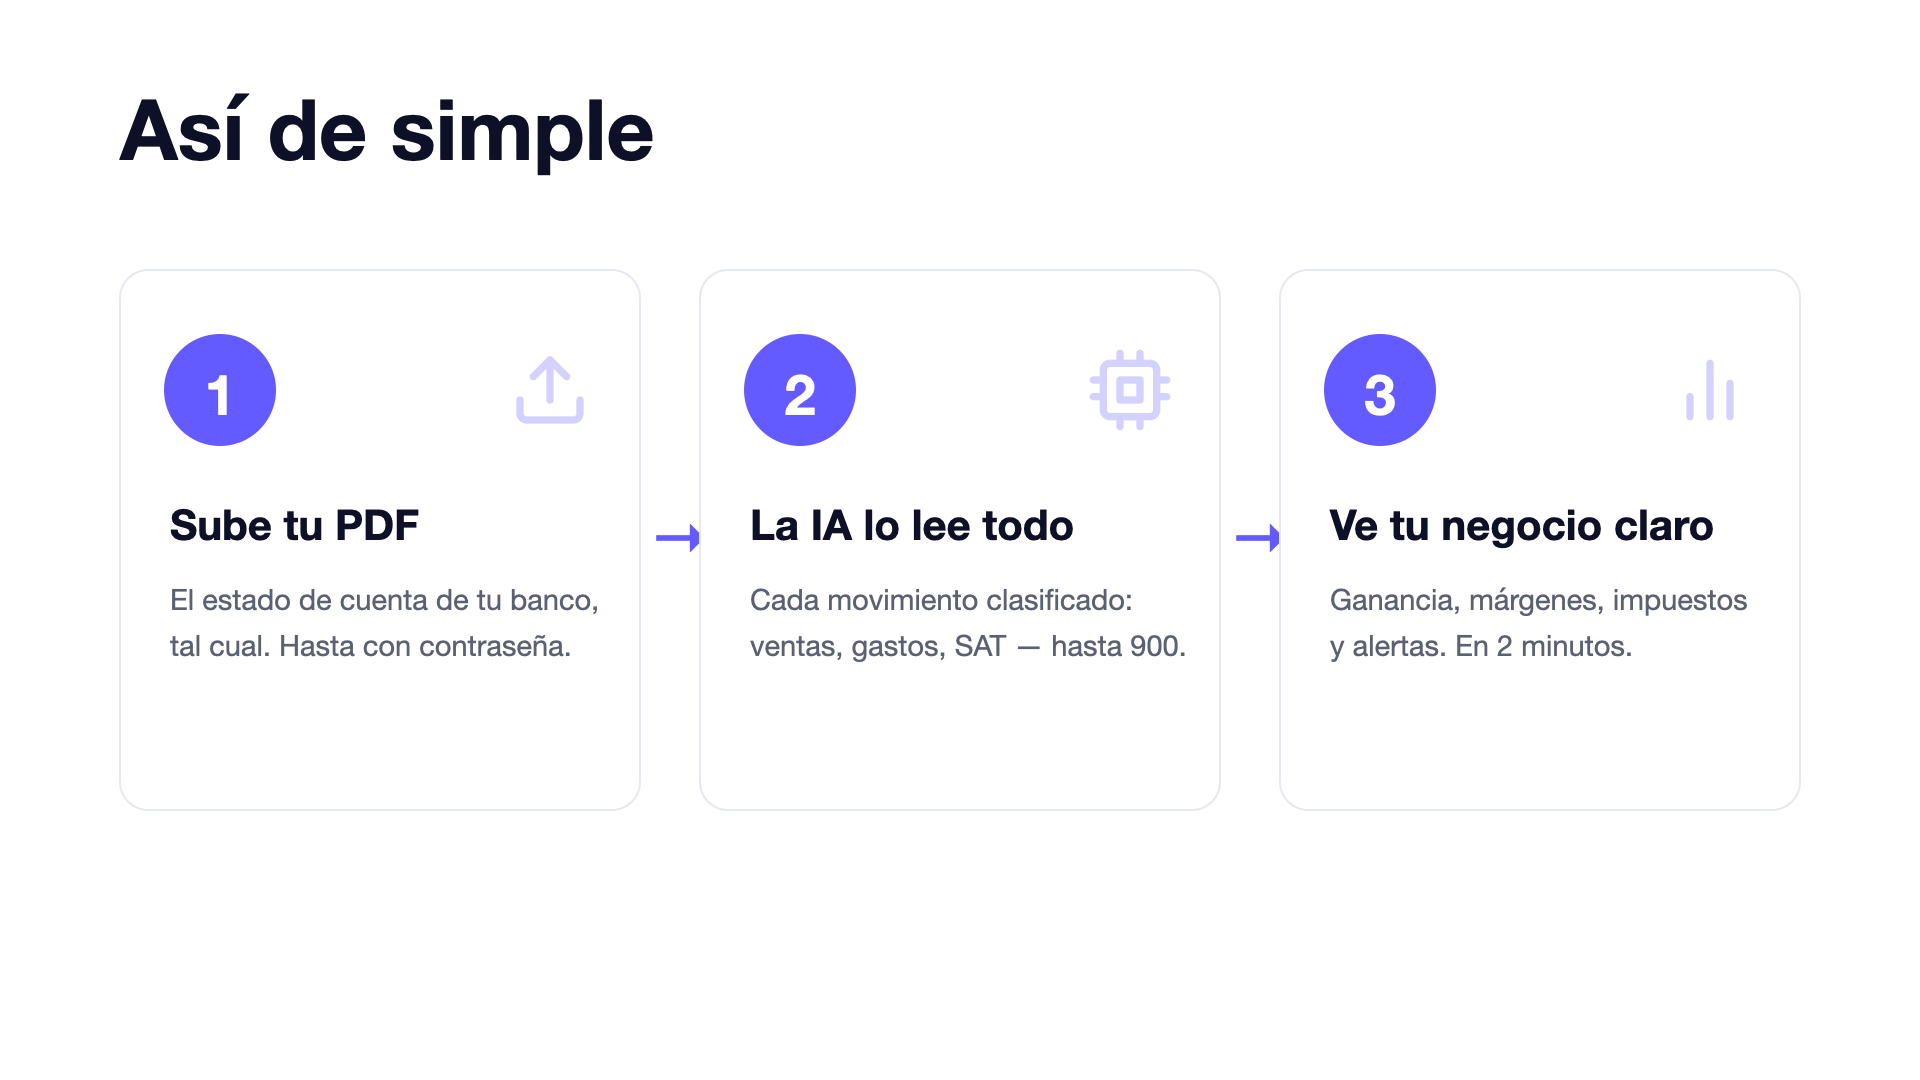 Así de simple
1
Sube tu PDF
El estado de cuenta de tu banco,
tal cual. Hasta con contraseña.
2
La IA lo lee todo
Cada movimiento clasificado:
ventas, gastos, SAT — hasta 900.
3
Ve tu negocio claro
Ganancia, márgenes, impuestos
y alertas. En 2 minutos.